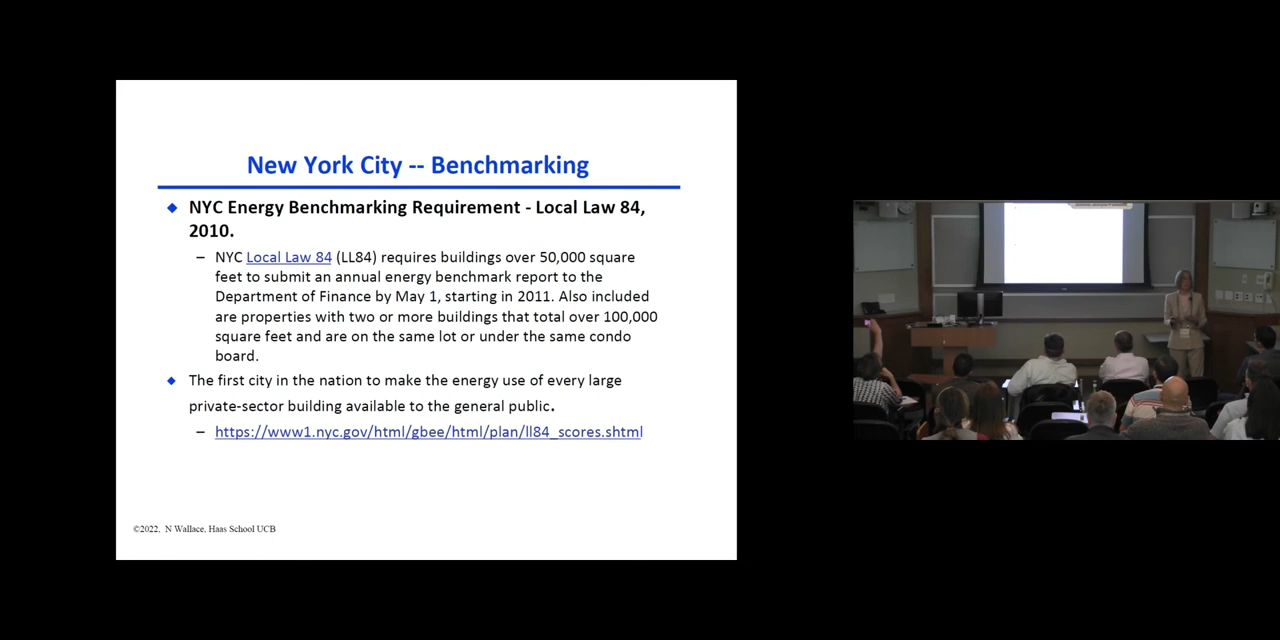 New York City -- Benchmarking
◆ NYC Energy Benchmarking Requirement - Local Law 84,
2010.
– NYC Local Law 84 (LL84) requires buildings over 50,000 square
feet to submit an annual energy benchmark report to the
Department of Finance by May 1, starting in 2011. Also included
are properties with two or more buildings that total over 100,000
square feet and are on the same lot or under the same condo
board.
◆ The first city in the nation to make the energy use of every large
private-sector building available to the general public.
– https://www1.nyc.gov/html/gbee/html/plan/ll84_scores.shtml
©2022, N Wallace, Haas School UCB